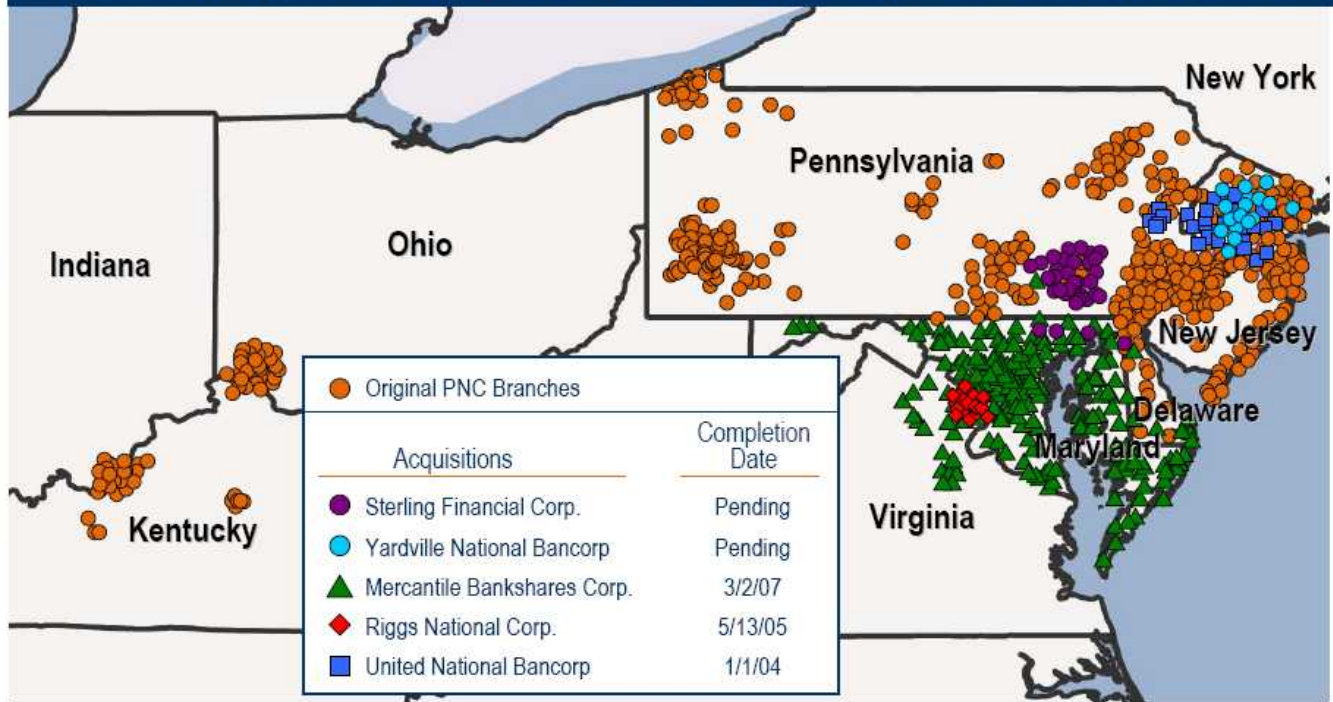 New York
Pennsylvania
Ohio
Indiana
New Jersey
Delaware
Maryland
Virginia
Kentucky
Original PNC Branches
Acquisitions Completion Date
Sterling Financial Corp. Pending
Yardville National Bancorp Pending
Mercantile Bankshares Corp. 3/2/07
Riggs National Corp. 5/13/05
United National Bancorp 1/1/04